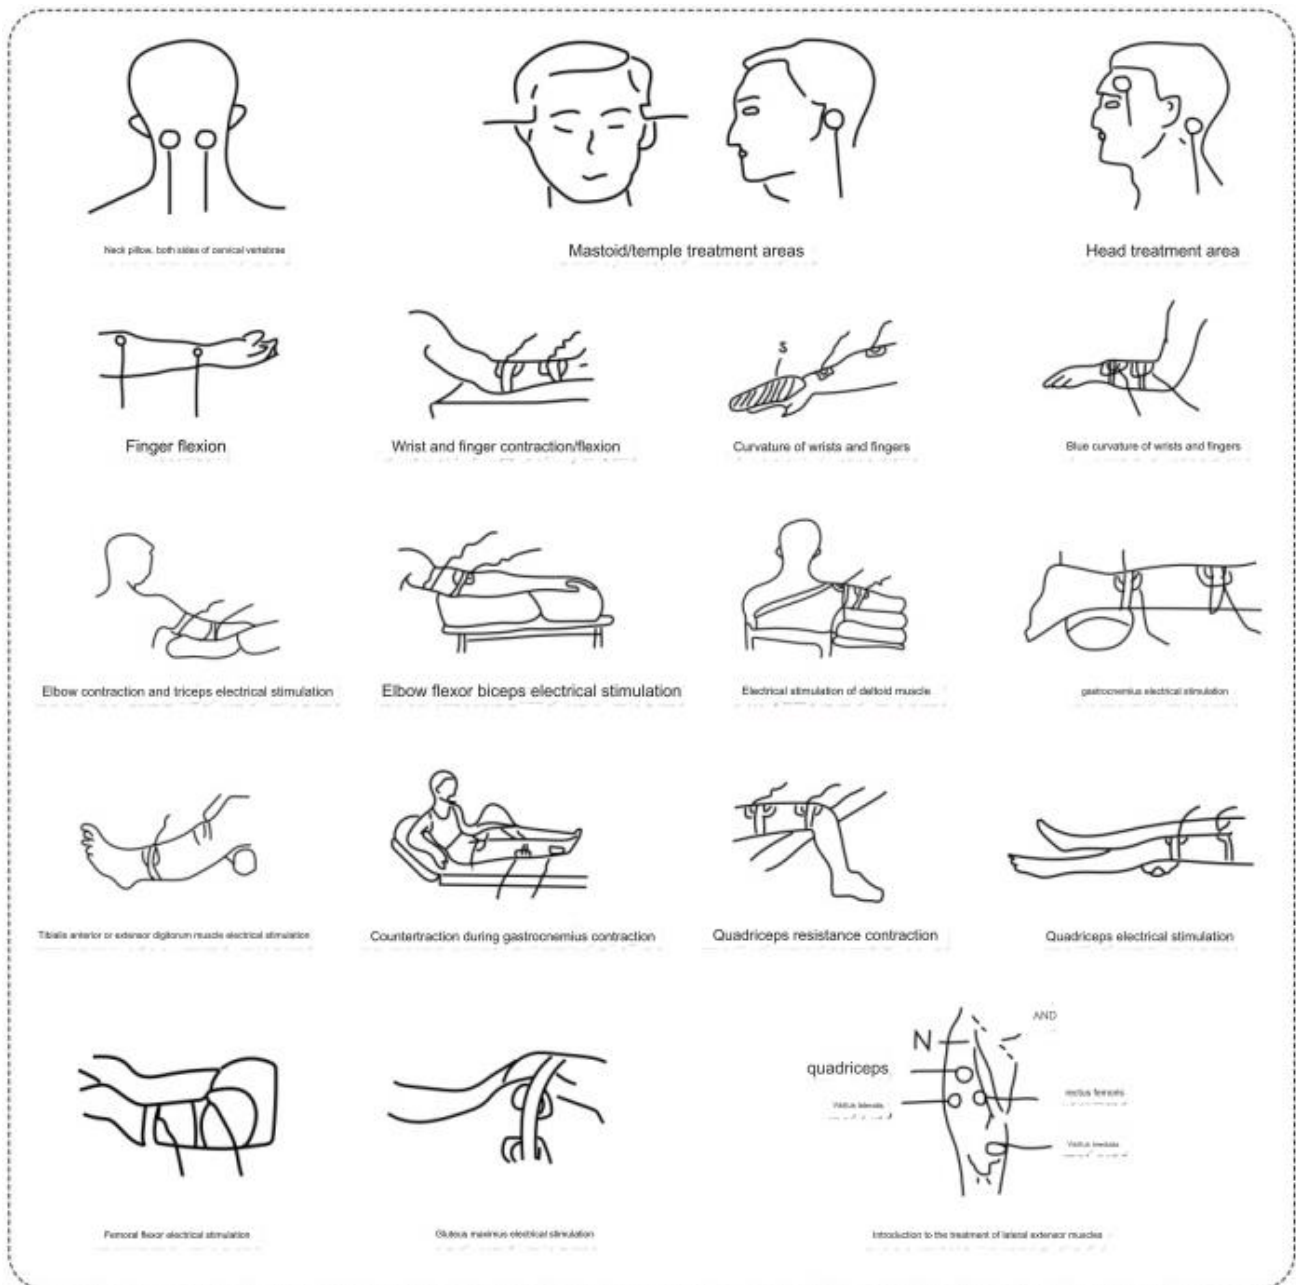 Neck pillow, both sides of cervical vertebrae
Mastoid/temple treatment areas
Head treatment area
S
Finger flexion
Wrist and finger contraction/flexion
Curvature of wrists and fingers
Blue curvature of wrists and fingers
Elbow contraction and triceps electrical stimulation
Elbow flexor biceps electrical stimulation
Electrical stimulation of deltoid muscle
gastrocnemius electrical stimulation
Tibialis anterior or extensor digitorum muscle electrical stimulation
Countertraction during gastrocnemius contraction
Quadriceps resistance contraction
Quadriceps electrical stimulation
AND
N
quadriceps
rectus femoris
Femoral flexor electrical stimulation
Gluteus maximus electrical stimulation
Introduction to the treatment of lateral extensor muscles